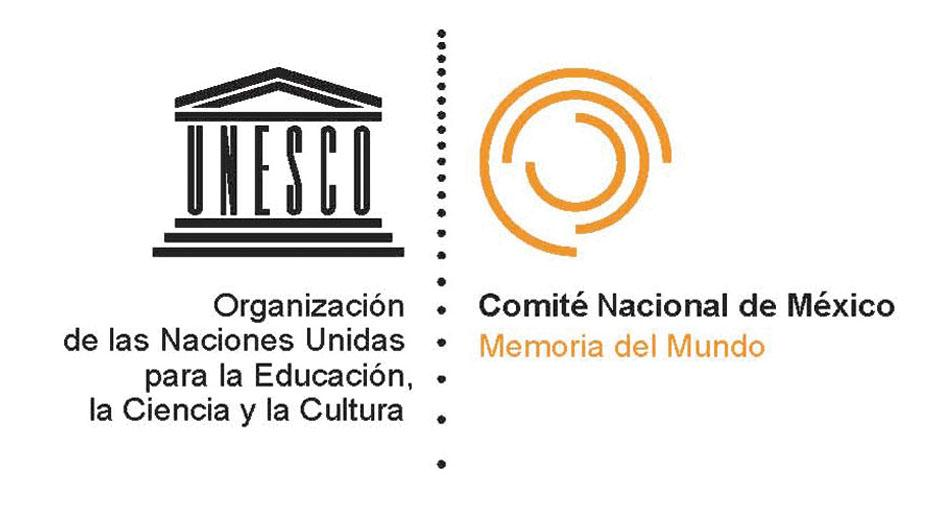 UNESCO
Organización
de las Naciones Unidas
para la Educación,
la Ciencia y la Cultura
Comité Nacional de México
Memoria del Mundo